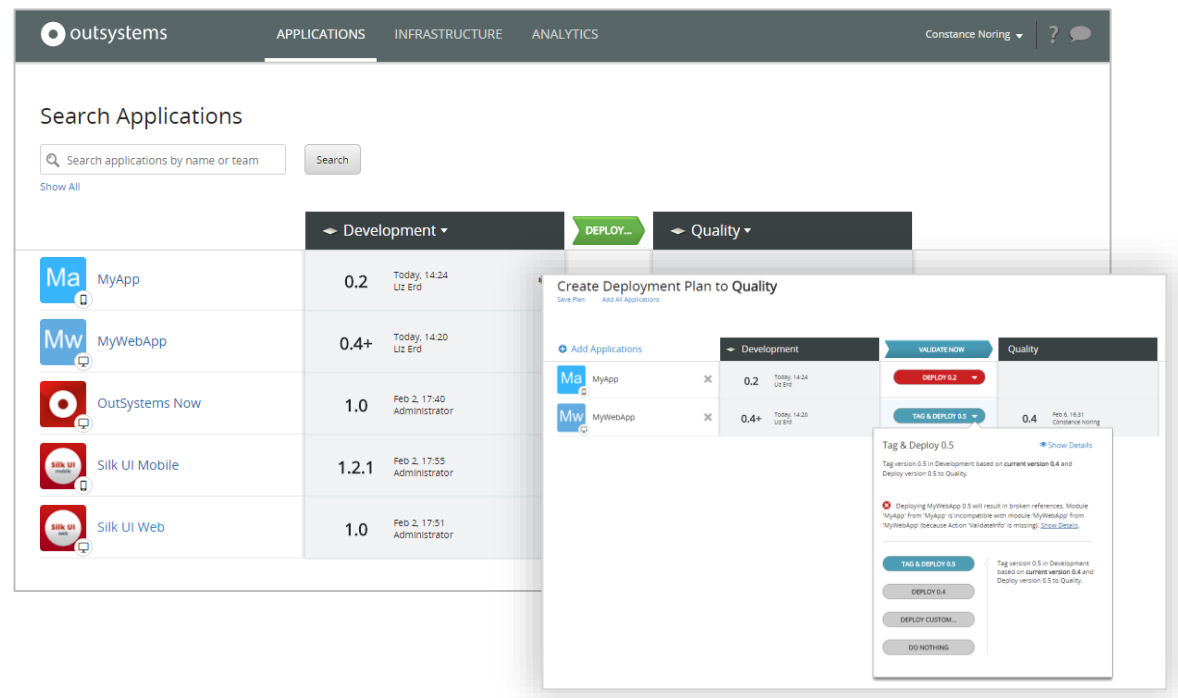 outsystems
APPLICATIONS INFRASTRUCTURE ANALYTICS
Constance Noring
?
Search Applications
Search applications by name or team
Search
Show All
Development
DEPLOY...
Quality
Ma MyApp 0.2 Today, 14:24
Liz Erd
Mw MyWebApp 0.4+ Today, 14:20
Liz Erd
OutSystems Now 1.0 Feb 2, 17:40
Administrator
Silk UI
mobile
Silk UI Mobile 1.2.1 Feb 2, 17:55
Administrator
Silk UI
web
Silk UI Web 1.0 Feb 2, 17:51
Administrator
Create Deployment Plan to Quality
Save Plan Add All Applications
Add Applications
Development
VALIDATE NOW
Quality
Ma MyApp 0.2 Today, 14:24
Liz Erd
DEPLOY 0.2
Mw MyWebApp 0.4+ Today, 14:20
Liz Erd
TAG & DEPLOY 0.5
0.4 Feb 6, 16:31
Constance Noring
Tag & Deploy 0.5
Show Details
Tag version 0.5 in Development based on current version 0.4 and
Deploy version 0.5 to Quality.
Deploying MyWebApp 0.5 will result in broken references. Module
'MyApp' from 'MyApp' is incompatible with module 'MyWebApp' from
'MyWebApp' (because Action 'ValidateInfo' is missing). Show Details.
TAG & DEPLOY 0.5
Tag version 0.5 in Development
based on current version 0.4 and
Deploy version 0.5 to Quality.
DEPLOY 0.4
DEPLOY CUSTOM...
DO NOTHING